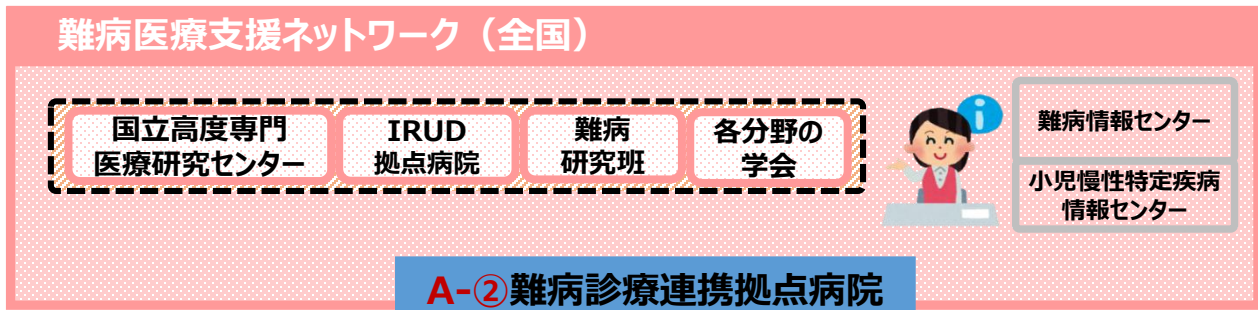 難病医療支援ネットワーク（全国）
国立高度専門
医療研究センター
IRUD
拠点病院
難病
研究班
各分野の
学会
i
難病情報センター
小児慢性特定疾病
情報センター
A-②難病診療連携拠点病院